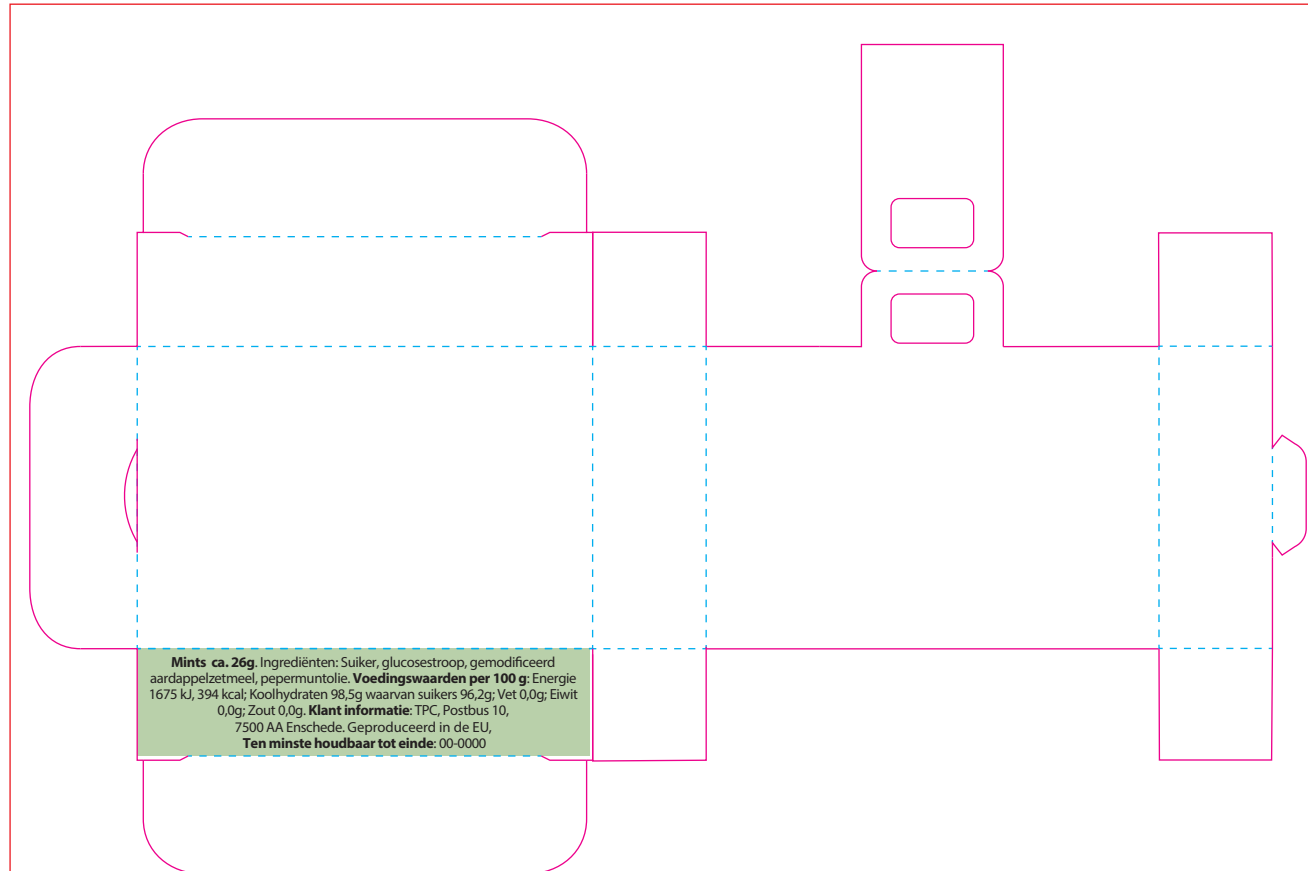 Mints ca. 26g. Ingrediënten: Suiker, glucosestroop, gemodificeerd
aardappelzetmeel, pepermuntolie. Voedingswaarden per 100 g: Energie
1675 kJ, 394 kcal; Koolhydraten 98,5g waarvan suikers 96,2g; Vet 0,0g; Eiwit
0,0g; Zout 0,0g. Klant informatie: TPC, Postbus 10,
7500 AA Enschede. Geproduceerd in de EU,
Ten minste houdbaar tot einde: 00-0000